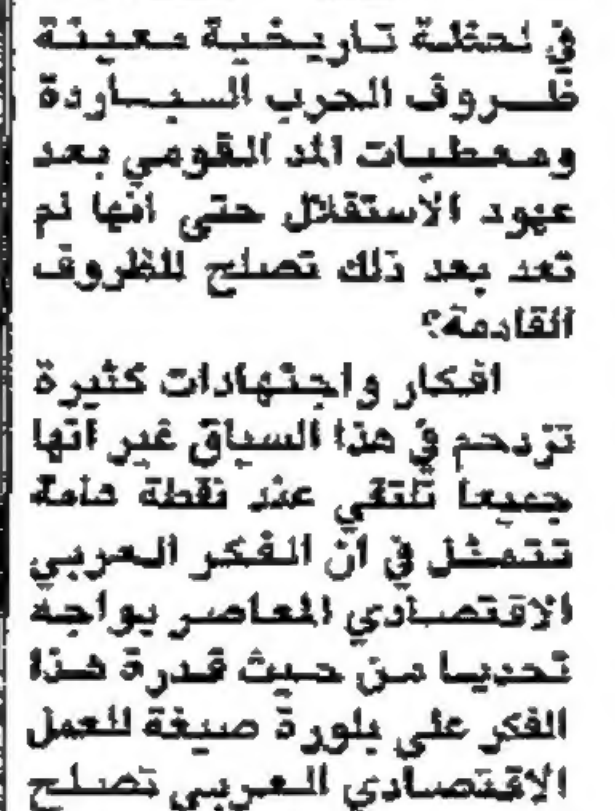 في لحظة تاريخية معينة
ظروف الحرب الباردة
ومعطيات المد القومي بعد
عهود الاستقلال حتى انها لم
تعد بعد ذلك تصلح للظروف
القادمة؟
افكار واجتهادات كثيرة
تزدحم في هذا السياق غير انها
جميعا تلتقي عند نقطة هامة
تتمثل في ان الفكر العربي
الاقتصادي المعاصر يواجه
تحديا من حيث قدرة هذا
الفكر على بلورة صيغة للعمل
الاقتصادي العربي تصلح